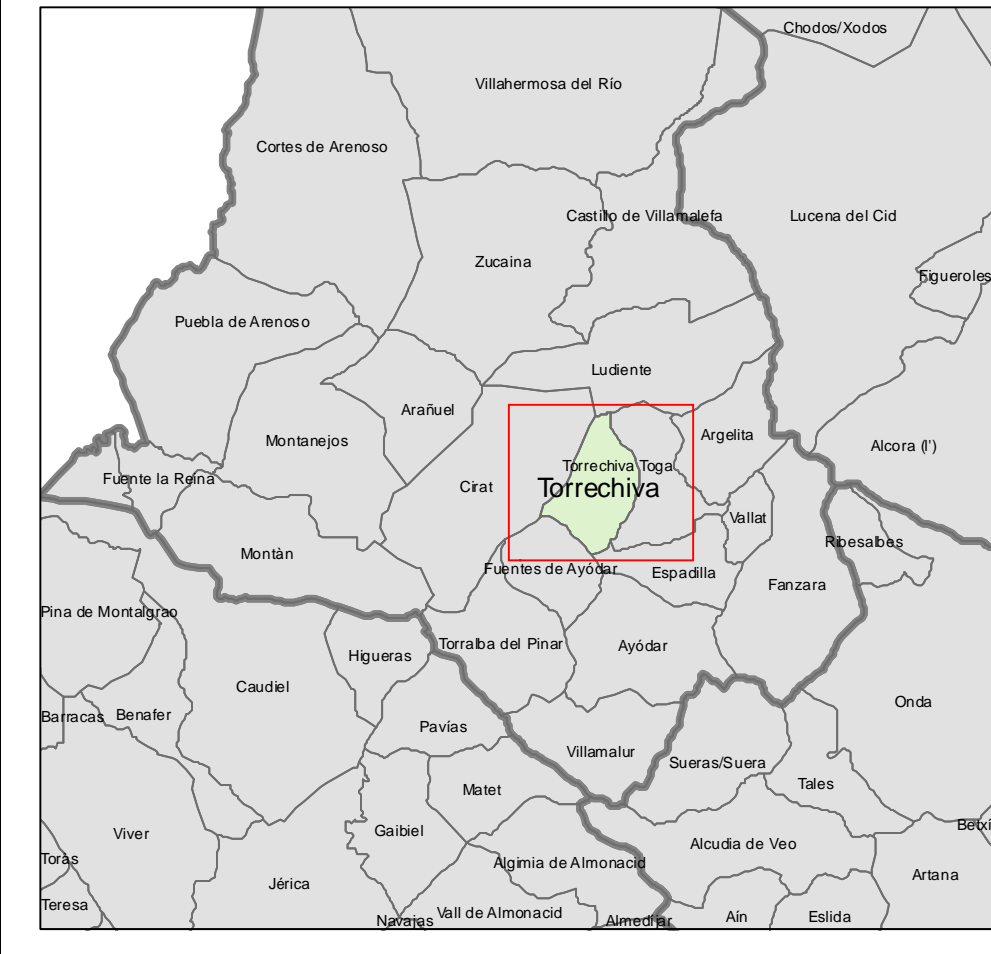 Chodos/Xodos
Villahermosa del Río
Cortes de Arenoso
Castillo de Villamalefa
Lucena del Cid
Zucaina
Figueroles
Puebla de Arenoso
Ludiente
Arañuel
Argelita
Montanejos
Alcora (l')
Torrechiva
Toga
Fuente la Reina
Cirat
Torrechiva
Vallat
Ribesalbes
Montàn
Fuentes de Ayódar
Espadilla
Fanzara
Pina de Montalgrao
Torralba del Pinar
Ayódar
Higueras
Caudiel
Onda
Barracas
Benafer
Pavías
Villamalur
Sueras/Suera
Tales
Matet
Betxí
Viver
Gaibiel
Alcudia de Veo
Toras
Algimia de Almonacid
Artana
Jérica
Teresa
Vall de Almonacid
Navajas
Almedijar
Aín
Eslida